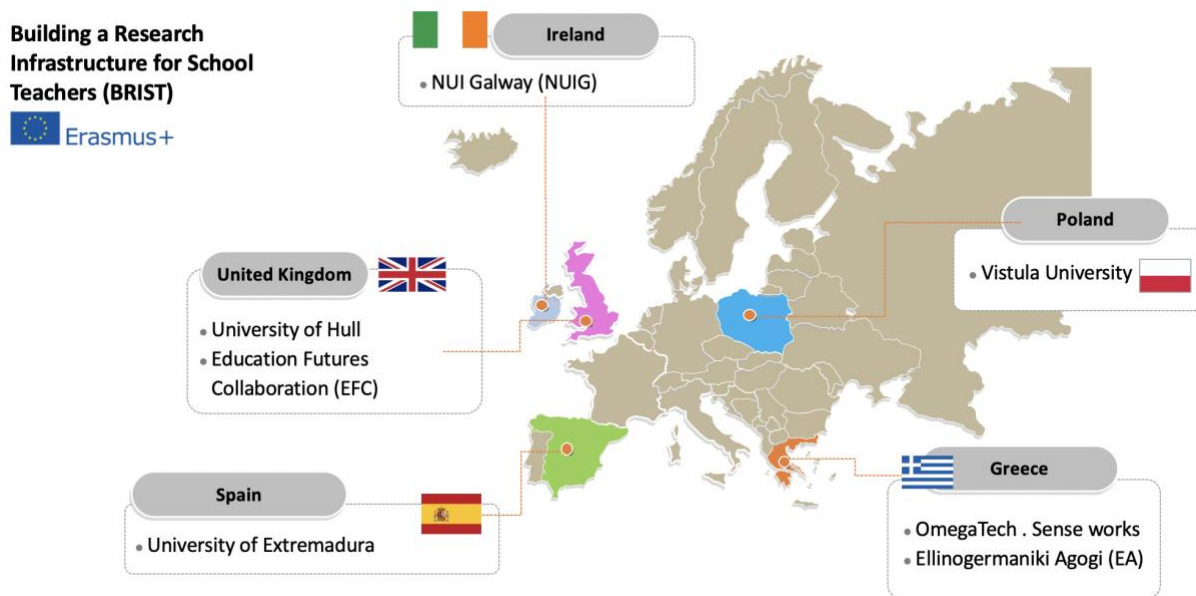 Building a Research
Infrastructure for School
Teachers (BRIST)
Erasmus+
Ireland
• NUI Galway (NUIG)
Poland
• Vistula University
United Kingdom
• University of Hull
• Education Futures
Collaboration (EFC)
Spain
• University of Extremadura
Greece
• OmegaTech . Sense works
• Ellinogermaniki Agogi (EA)